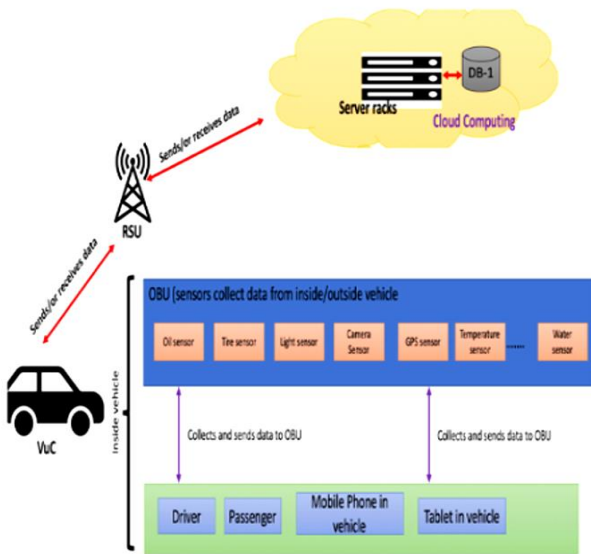 DB-1
Server racks
Cloud Computing
Sends/or receives data
RSU
Sends/or receives data
VuC
Inside vehicle
OBU (sensors collect data from inside/outside vehicle
Oil sensor
Tire sensor
Light sensor
Camera
Sensor
GPS sensor
Temperature
sensor
......
Water
sensor
Collects and sends data to OBU
Collects and sends data to OBU
Driver
Passenger
Mobile Phone in
vehicle
Tablet in vehicle